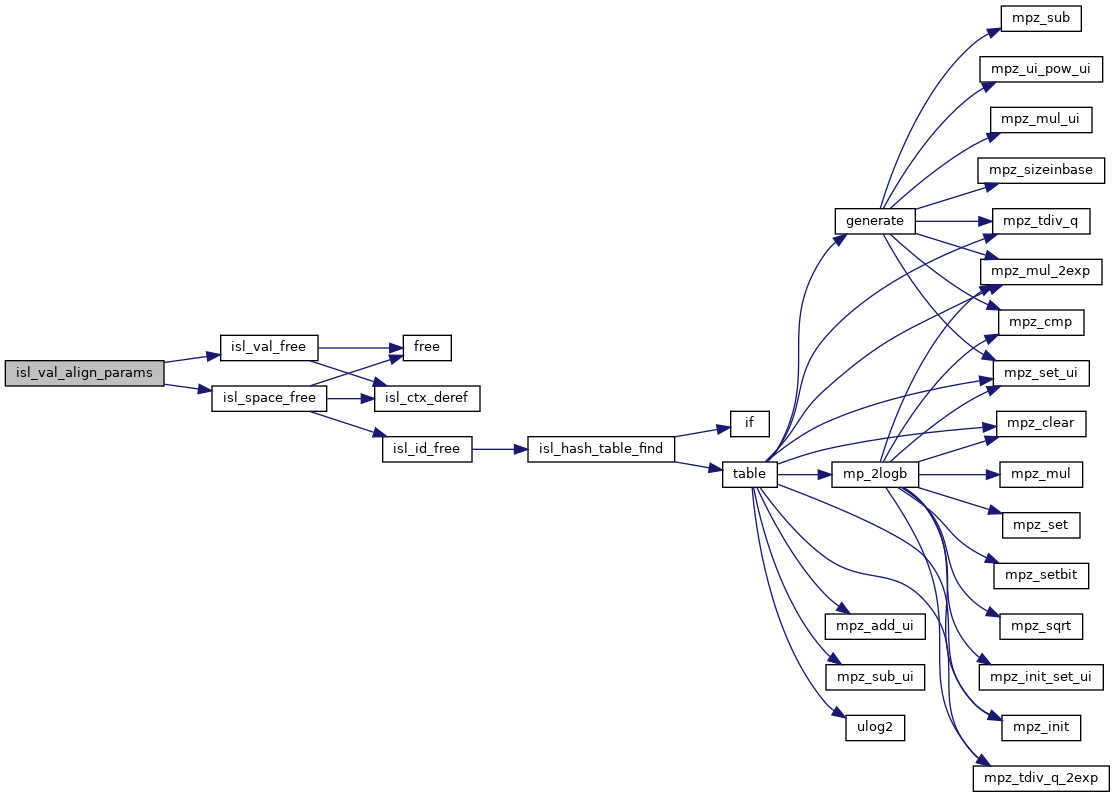 isl_val_align_params
isl_val_free
isl_space_free
free
isl_ctx_deref
isl_id_free
isl_hash_table_find
if
table
generate
mp_2logb
mpz_add_ui
mpz_sub_ui
ulog2
mpz_sub
mpz_ui_pow_ui
mpz_mul_ui
mpz_sizeinbase
mpz_tdiv_q
mpz_mul_2exp
mpz_cmp
mpz_set_ui
mpz_clear
mpz_mul
mpz_set
mpz_setbit
mpz_sqrt
mpz_init_set_ui
mpz_init
mpz_tdiv_q_2exp